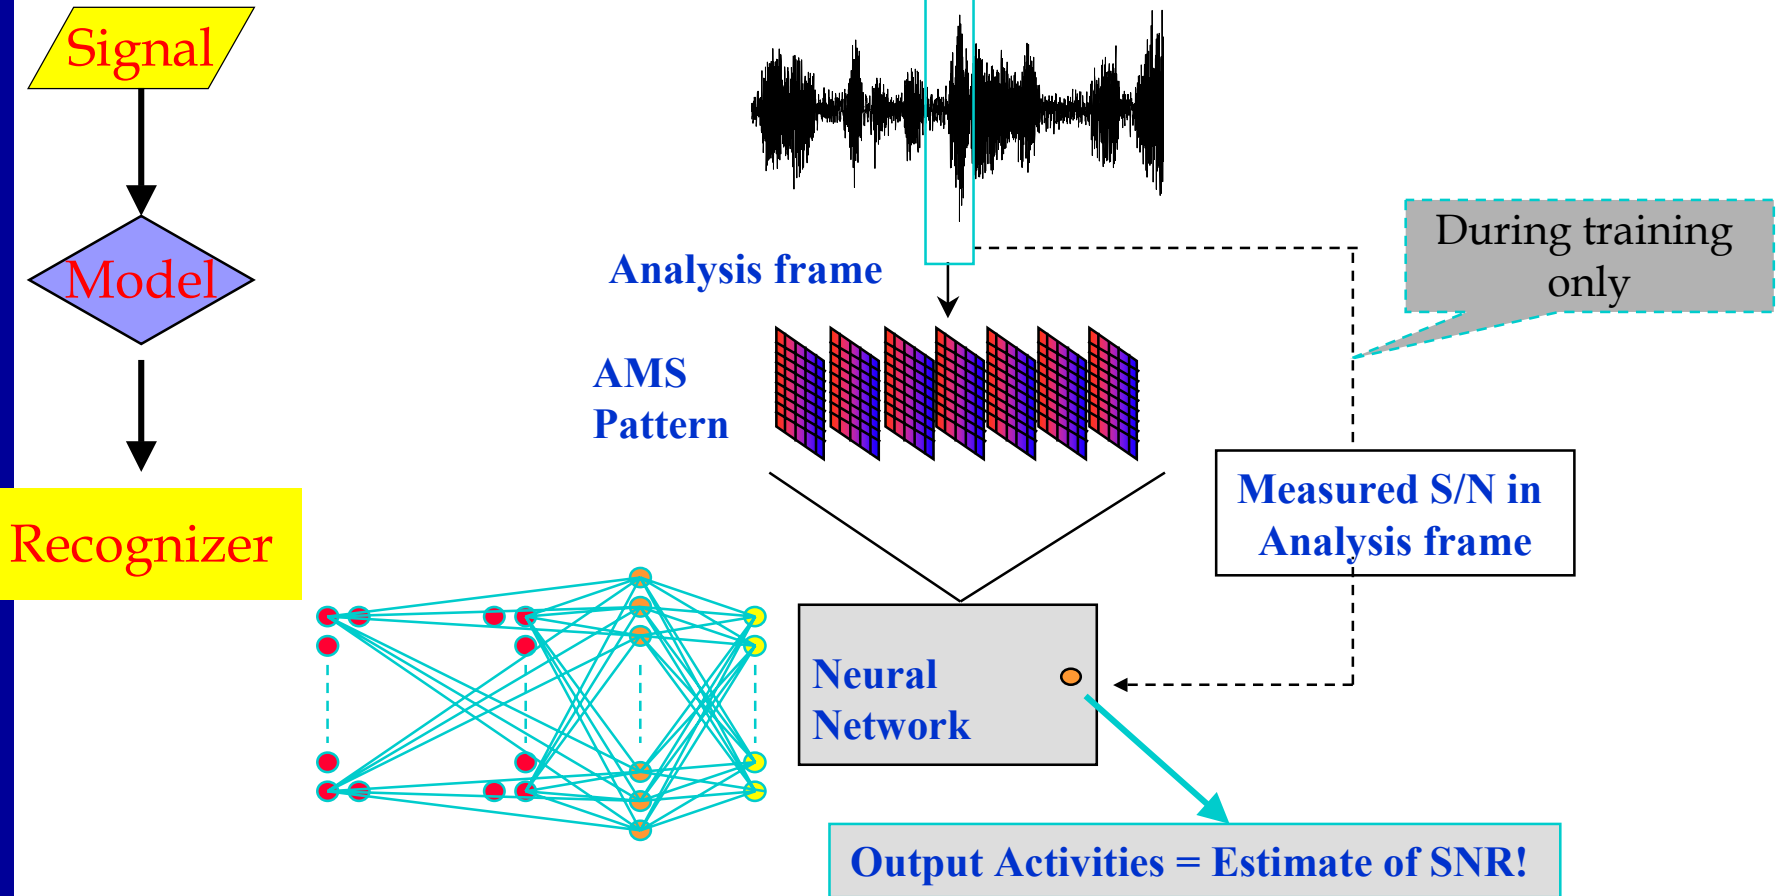 Signal
Model
Recognizer
Analysis frame
AMS
Pattern
During training
only
Measured S/N in
Analysis frame
Neural
Network
Output Activities = Estimate of SNR!